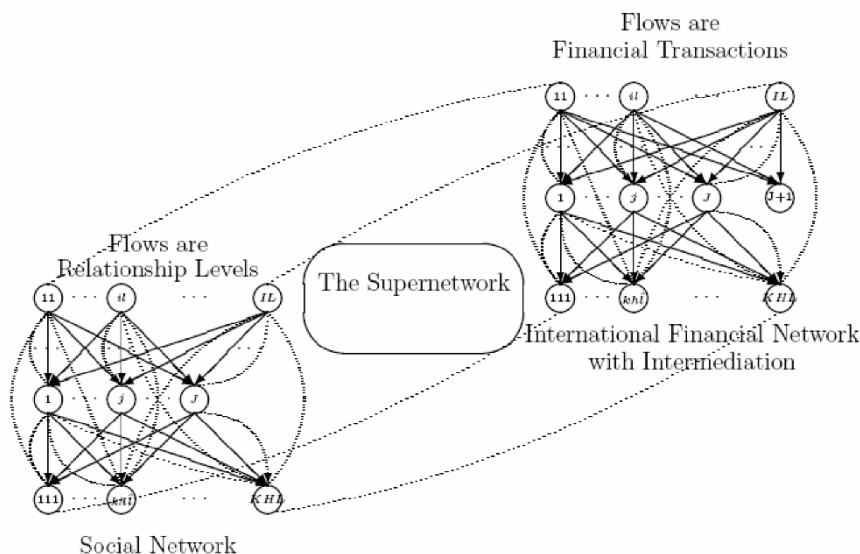 Flows are
Financial Transactions
11 · · · il · · · · · · IL
1 j J J+1
111 · · · khl̂ · · · KHL
International Financial Network
with Intermediation
The Supernetwork
Flows are
Relationship Levels
11 · · · il · · · IL
1 j J
111 · · · khl̂ · · · KHL
Social Network